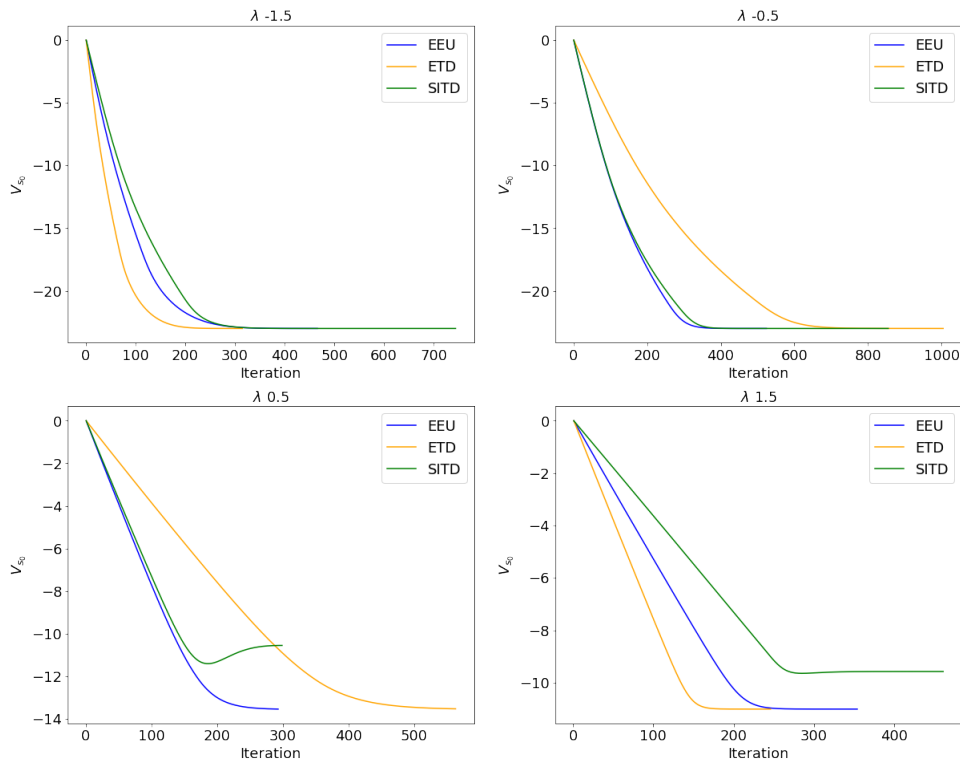 λ -1.5
0
−5
−10
−15
−20
V_{s_0}
EEU
ETD
SITD
0 100 200 300 400 500 600 700
Iteration
λ -0.5
0
−5
−10
−15
−20
V_{s_0}
EEU
ETD
SITD
0 200 400 600 800 1000
Iteration
λ 0.5
0
−2
−4
−6
−8
−10
−12
−14
V_{s_0}
EEU
ETD
SITD
0 100 200 300 400 500
Iteration
λ 1.5
0
−2
−4
−6
−8
−10
V_{s_0}
EEU
ETD
SITD
0 100 200 300 400
Iteration